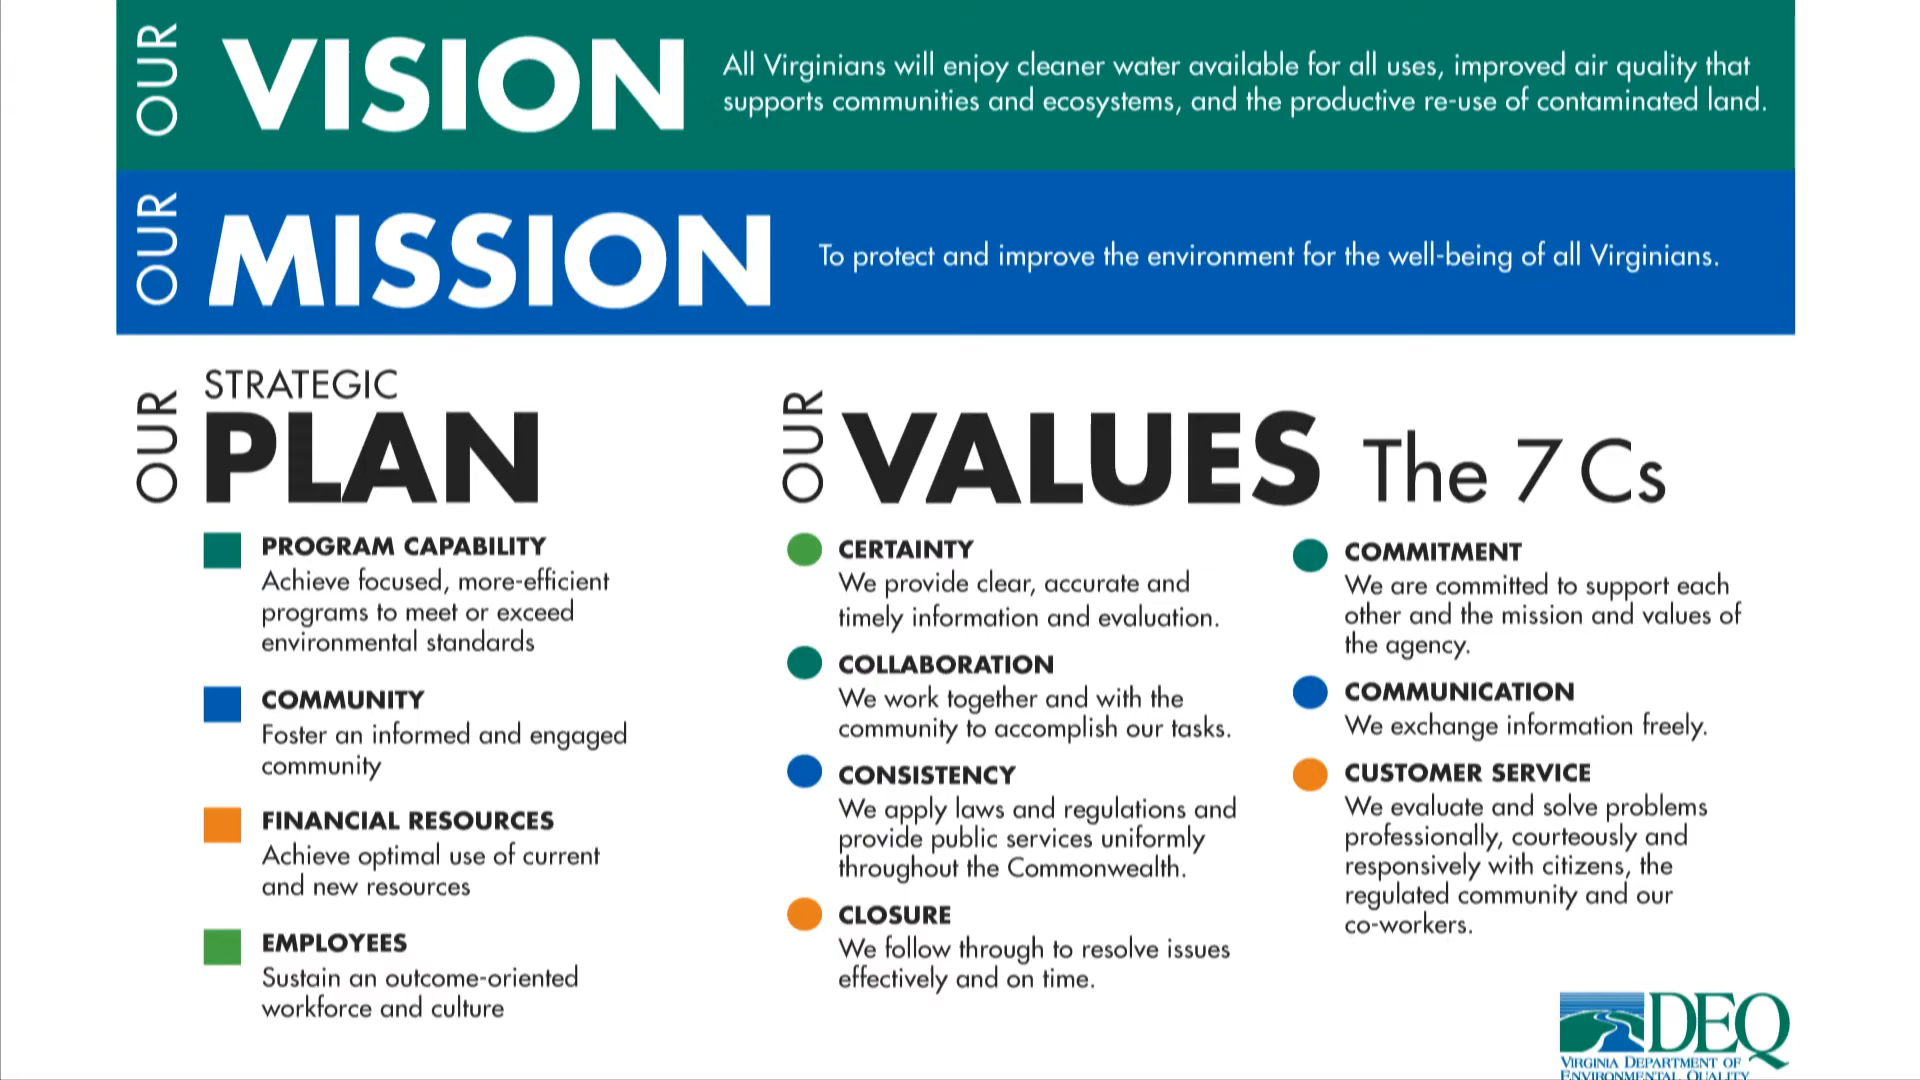 OUR
VISION
All Virginians will enjoy cleaner water available for all uses, improved air quality that
supports communities and ecosystems, and the productive re-use of contaminated land.
OUR
MISSION
To protect and improve the environment for the well-being of all Virginians.
OUR
STRATEGIC
PLAN
PROGRAM CAPABILITY
Achieve focused, more-efficient
programs to meet or exceed
environmental standards
COMMUNITY
Foster an informed and engaged
community
FINANCIAL RESOURCES
Achieve optimal use of current
and new resources
EMPLOYEES
Sustain an outcome-oriented
workforce and culture
OUR
VALUES The 7 Cs
CERTAINTY
We provide clear, accurate and
timely information and evaluation.
COLLABORATION
We work together and with the
community to accomplish our tasks.
CONSISTENCY
We apply laws and regulations and
provide public services uniformly
throughout the Commonwealth.
CLOSURE
We follow through to resolve issues
effectively and on time.
COMMITMENT
We are committed to support each
other and the mission and values of
the agency.
COMMUNICATION
We exchange information freely.
CUSTOMER SERVICE
We evaluate and solve problems
professionally, courteously and
responsively with citizens, the
regulated community and our
co-workers.
DEQ
VIRGINIA DEPARTMENT OF
ENVIRONMENTAL QUALITY